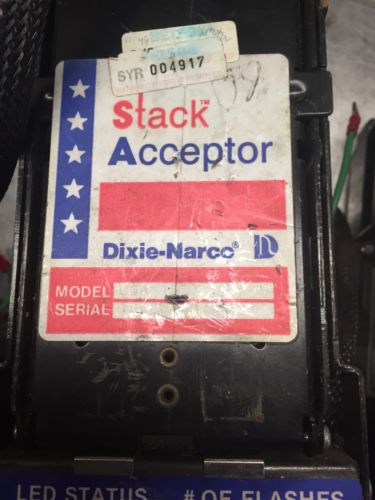 SYR 004917
Stack™
Acceptor
Dixie-Narco®
MODEL
SERIAL
LED STATUS # OF FLASHES